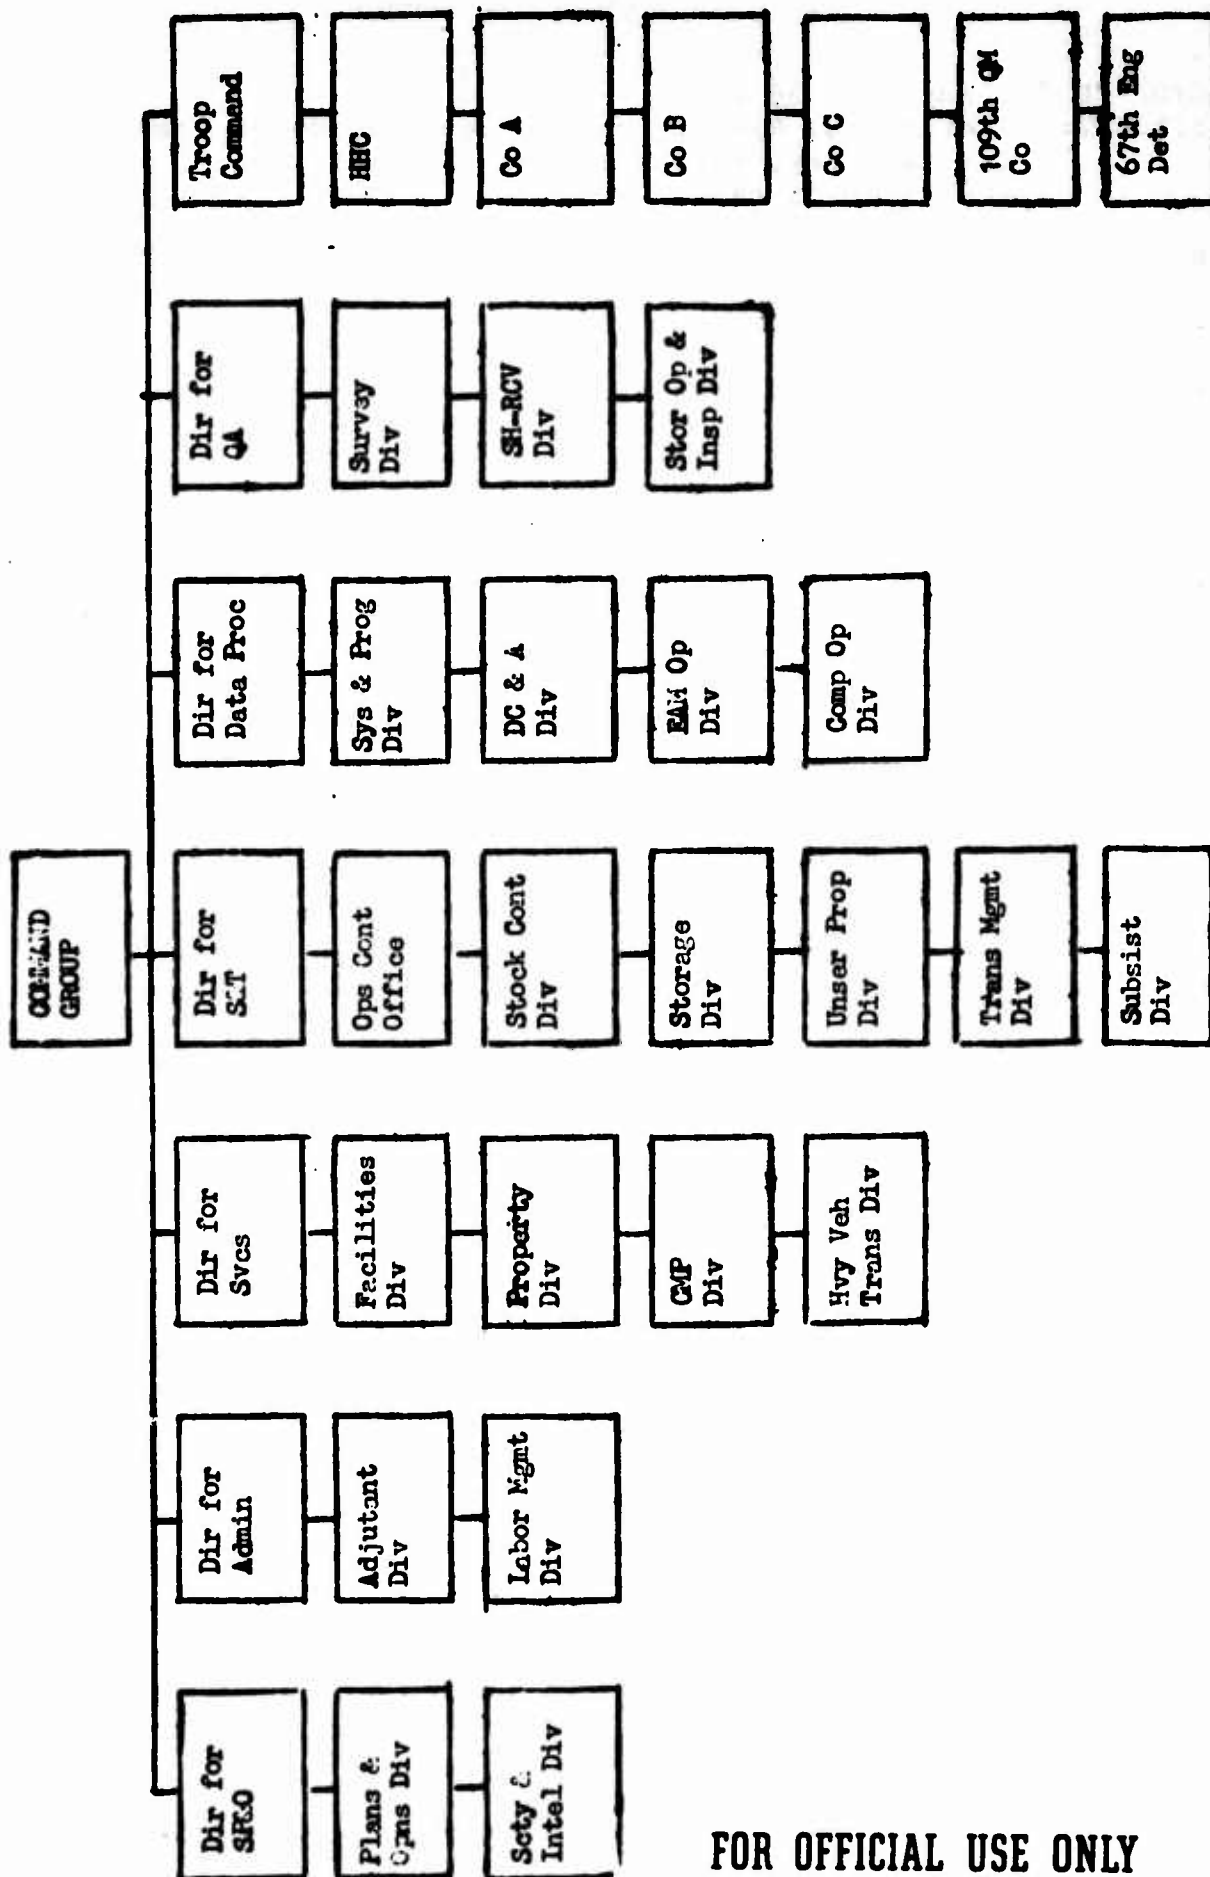 COMMAND
GROUP
Dir for
SP&O
Plans &
Opns Div
Scty &
Intel Div
Dir for
Admin
Adjutant
Div
Labor Mgmt
Div
Dir for
Svcs
Facilities
Div
Property
Div
GMP
Div
Hvy Veh
Trans Div
Dir for
S&T
Ops Cont
Office
Stock Cont
Div
Storage
Div
Unser Prop
Div
Trans Mgmt
Div
Subsist
Div
Dir for
Data Proc
Sys & Prog
Div
DC & A
Div
EAM Op
Div
Comp Op
Div
Dir for
QA
Survey
Div
SH-RCV
Div
Stor Op &
Insp Div
Troop
Command
HHC
Co A
Co B
Co C
109th QM
Co
67th Eng
Det
FOR OFFICIAL USE ONLY